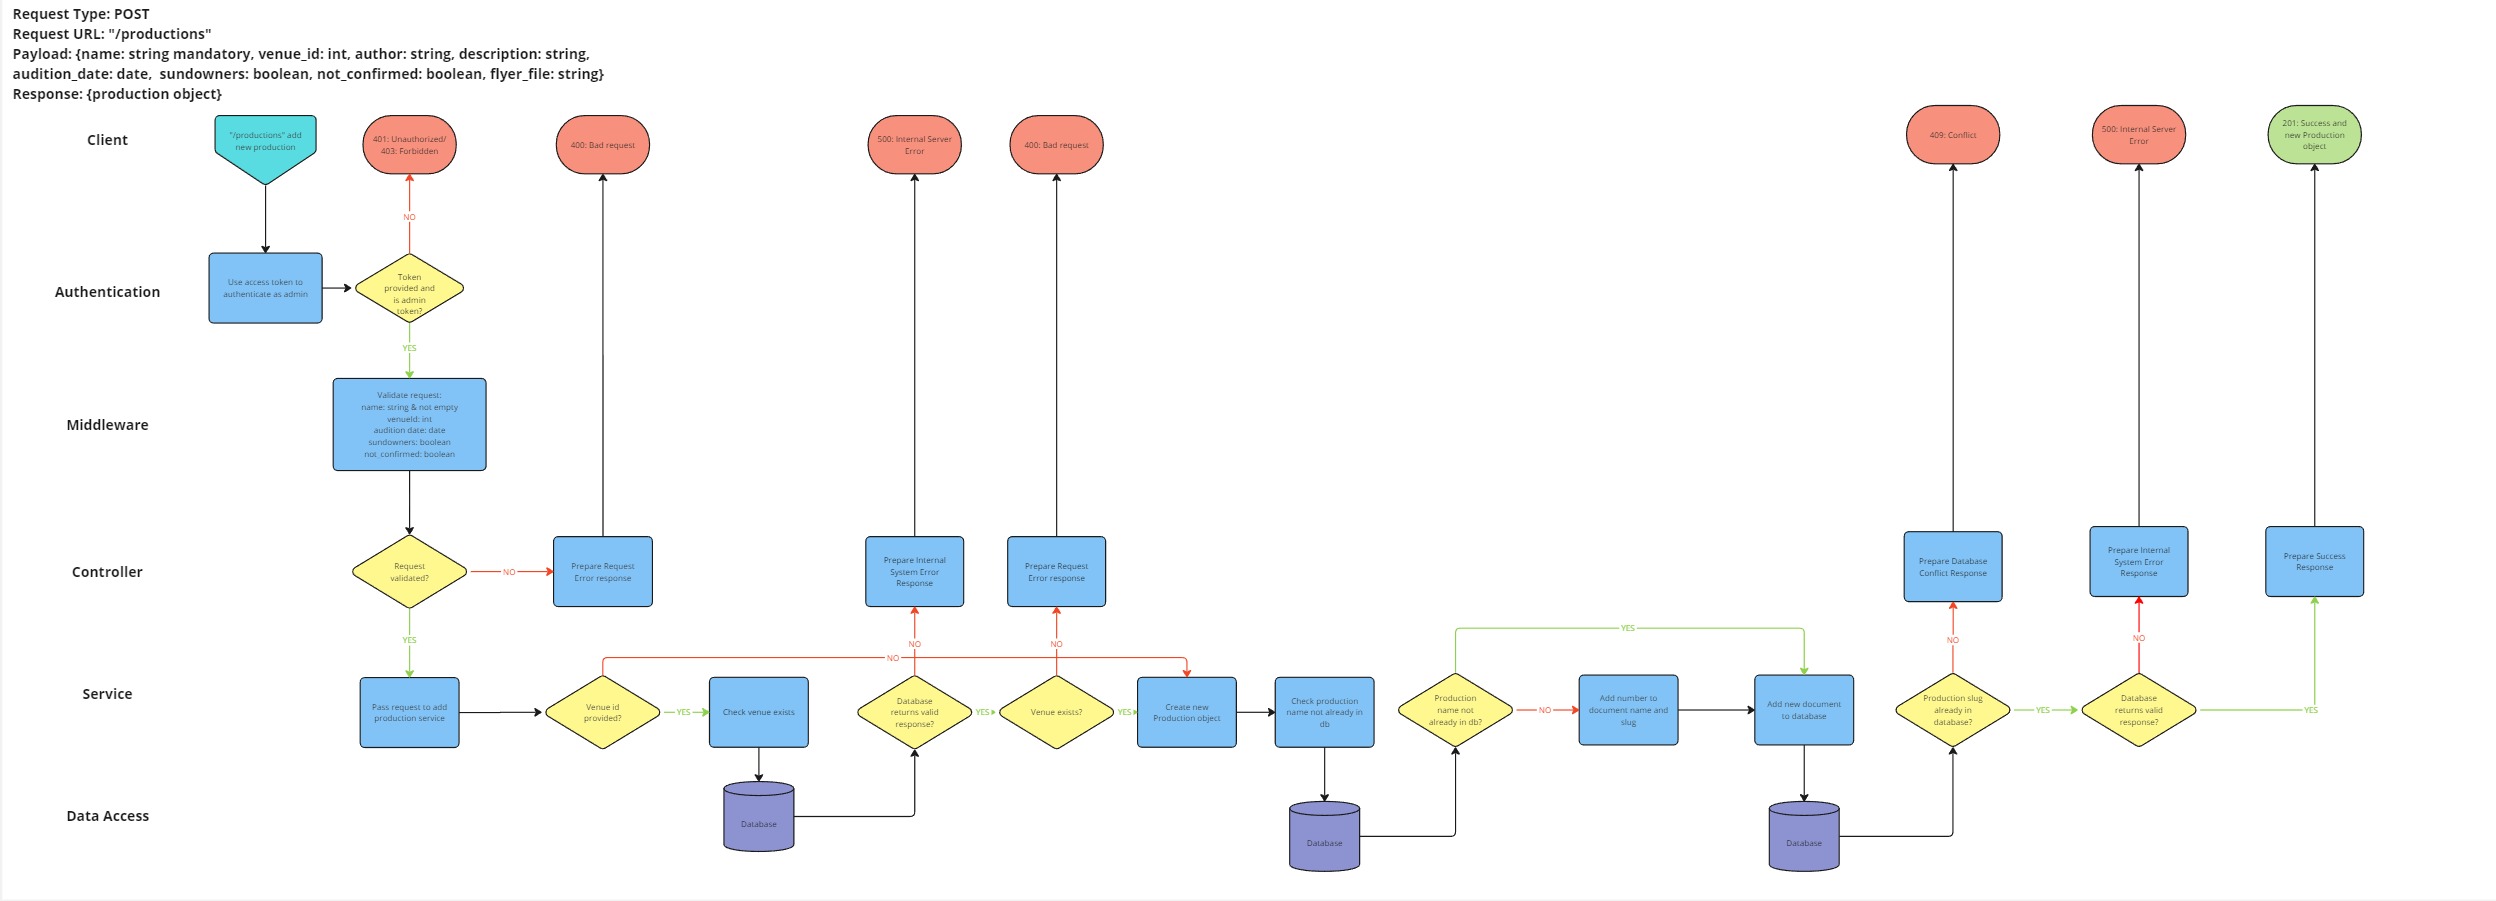 Request Type: POST
Request URL: "/productions"
Payload: {name: string mandatory, venue_id: int, author: string, description: string,
audition_date: date,  sundowners: boolean, not_confirmed: boolean, flyer_file: string}
Response: {production object}
Client
"/productions" add
new production
401: Unauthorized/
403: Forbidden
400: Bad request
500: Internal Server
Error
400: Bad request
409: Conflict
500: Internal Server
Error
201: Success and
new Production
object
NO
Authentication
Use access token to
authenticate as admin
Token
provided and
is admin
token?
YES
Middleware
Validate request:
name: string & not empty
venueId: int
audition date: date
sundowners: boolean
not_confirmed: boolean
Controller
Request
validated?
NO
Prepare Request
Error response
Prepare Internal
System Error
Response
Prepare Request
Error response
Prepare Database
Conflict Response
Prepare Internal
System Error
Response
Prepare Success
Response
YES
NO
NO
NO
YES
NO
NO
Service
Pass request to add
production service
Venue id
provided?
YES
Check venue exists
Database
returns valid
response?
YES
Venue exists?
YES
Create new
Production object
Check production
name not already in
db
Production
name not
already in db?
NO
Add number to
document name and
slug
Add new document
to database
Production slug
already in
database?
YES
Database
returns valid
response?
YES
Data Access
Database
Database
Database